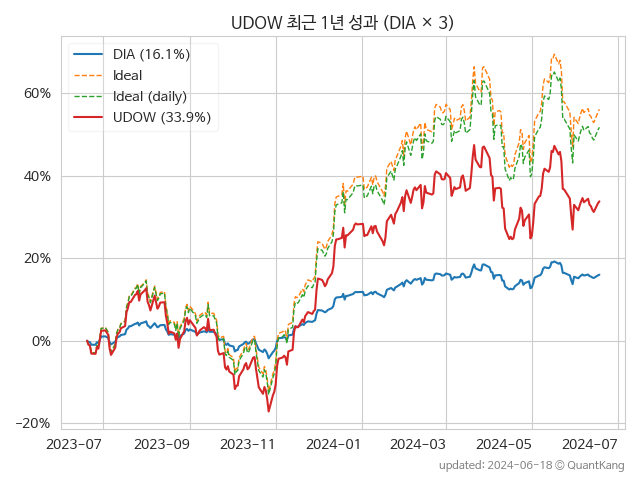 UDOW 최근 1년 성과 (DIA × 3)
DIA (16.1%)
Ideal
Ideal (daily)
UDOW (33.9%)
60%
40%
20%
0%
−20%
2023-07 2023-09 2023-11 2024-01 2024-03 2024-05 2024-07
updated: 2024-06-18 © QuantKang